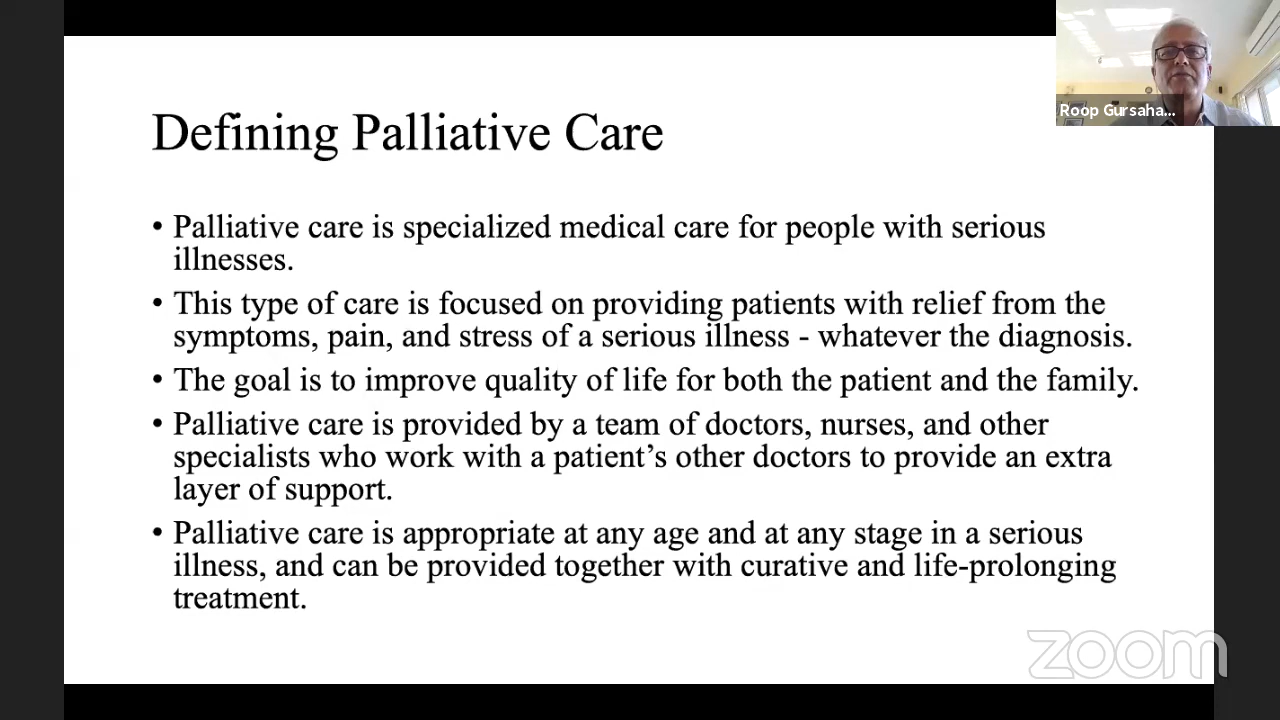 Roop Gursaha...
Defining Palliative Care
• Palliative care is specialized medical care for people with serious
illnesses.
• This type of care is focused on providing patients with relief from the
symptoms, pain, and stress of a serious illness - whatever the diagnosis.
• The goal is to improve quality of life for both the patient and the family.
• Palliative care is provided by a team of doctors, nurses, and other
specialists who work with a patient’s other doctors to provide an extra
layer of support.
• Palliative care is appropriate at any age and at any stage in a serious
illness, and can be provided together with curative and life-prolonging
treatment.
zoom